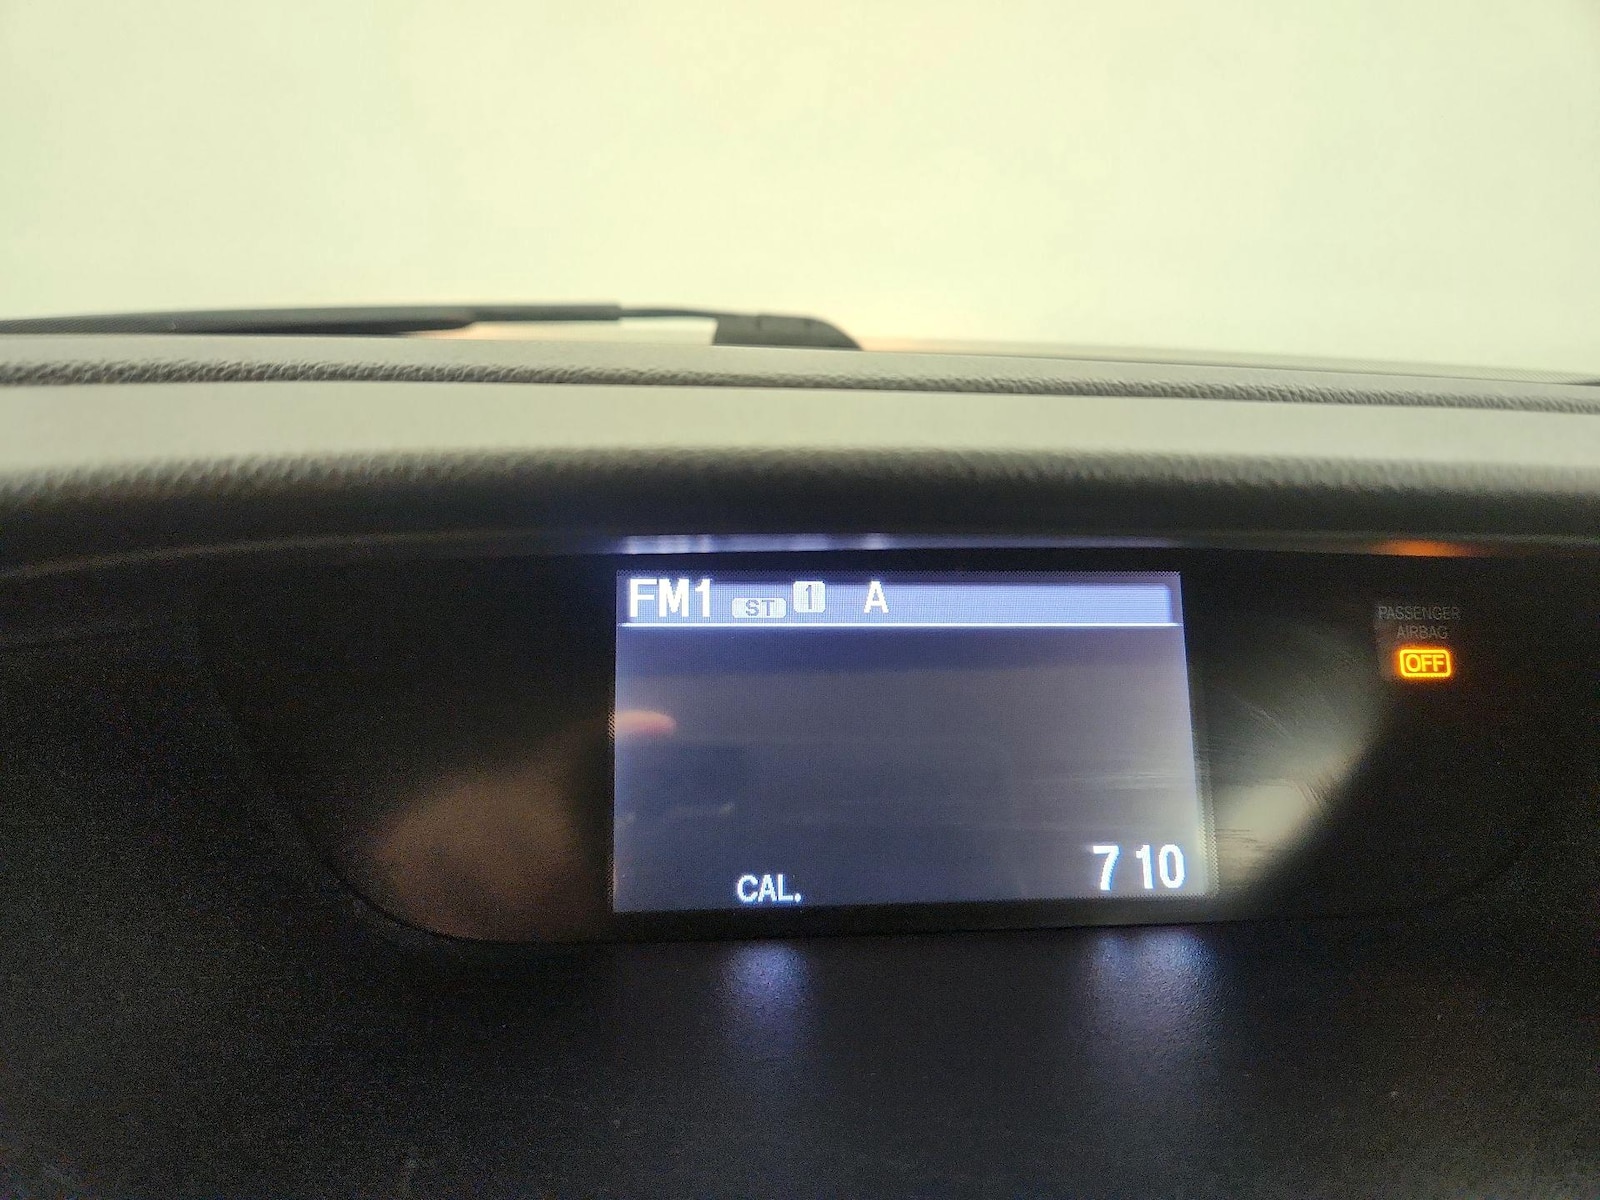 FM1 ST 1 A
PASSENGER
AIRBAG
OFF
CAL.
7 10